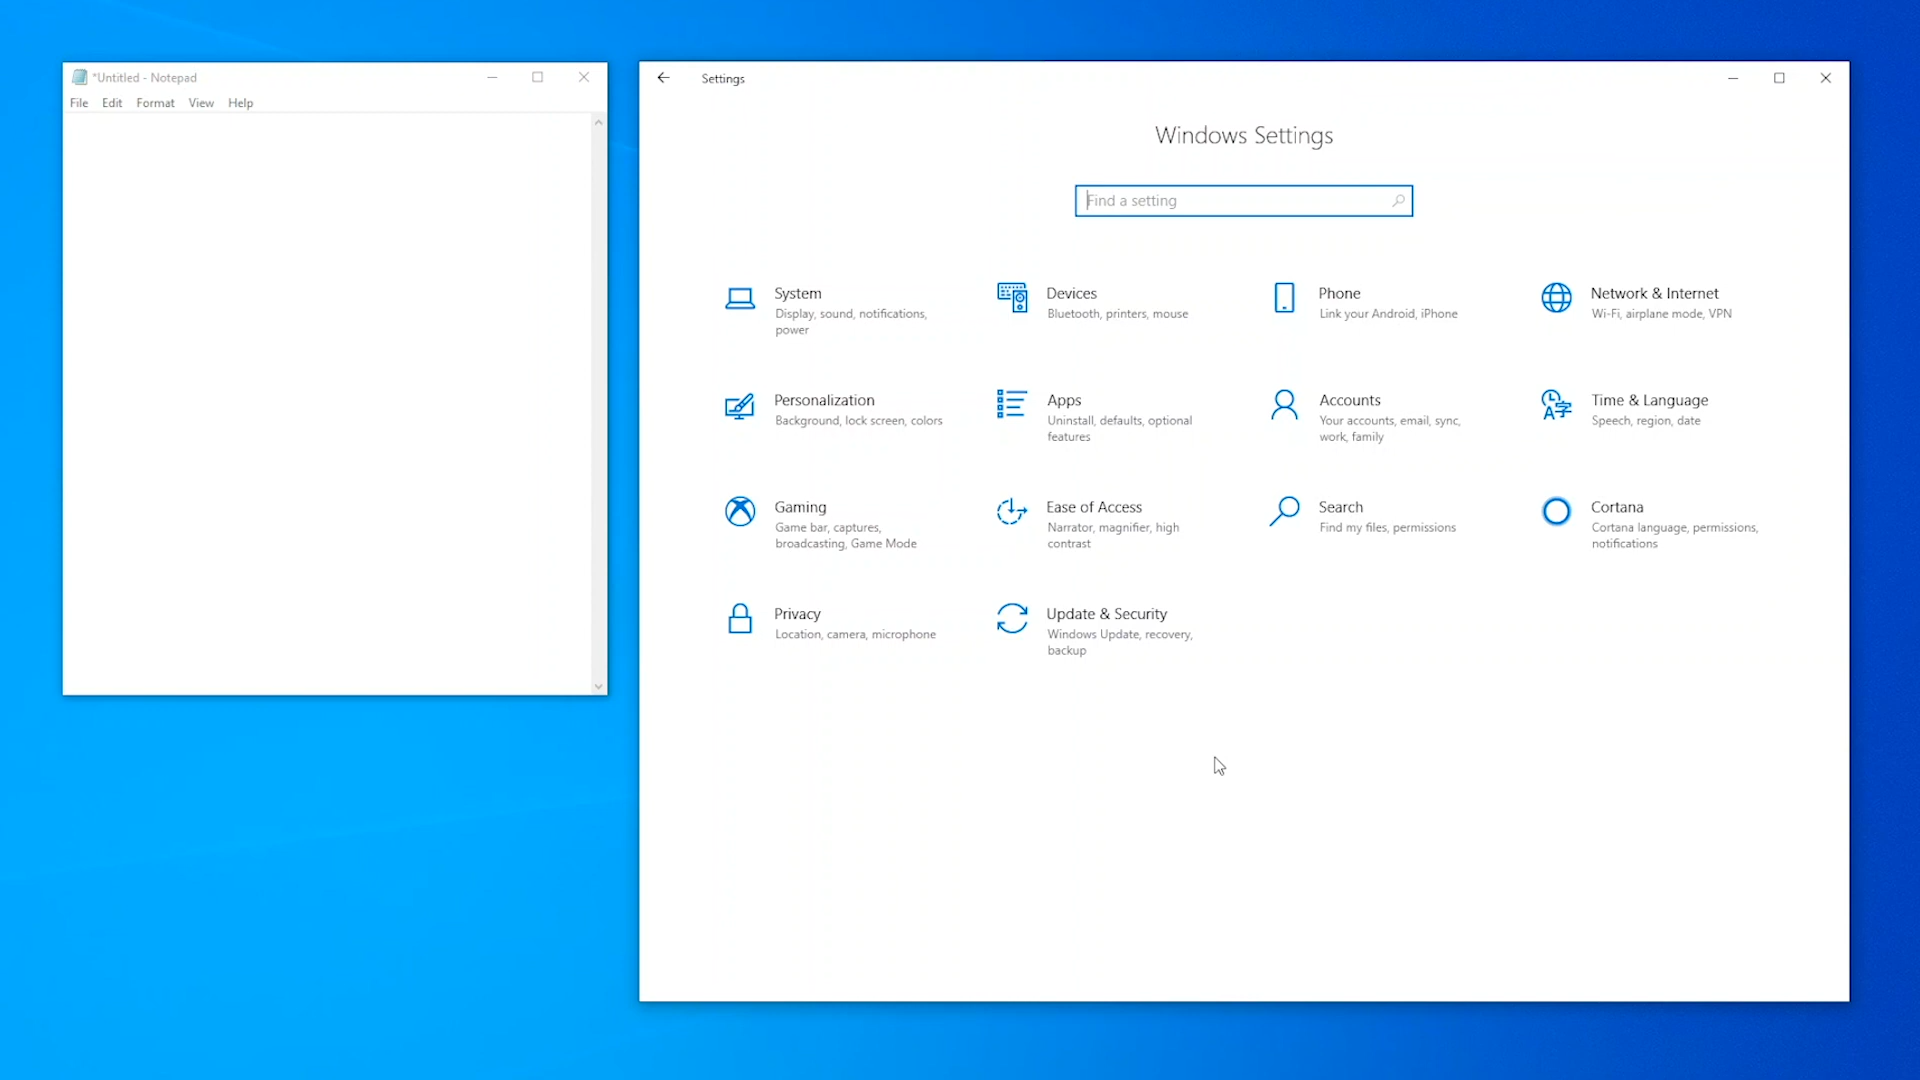 *Untitled - Notepad
File Edit Format View Help
Settings
Windows Settings
Find a setting
System
Display, sound, notifications,
power
Devices
Bluetooth, printers, mouse
Phone
Link your Android, iPhone
Network & Internet
Wi-Fi, airplane mode, VPN
Personalization
Background, lock screen, colors
Apps
Uninstall, defaults, optional
features
Accounts
Your accounts, email, sync,
work, family
Time & Language
Speech, region, date
Gaming
Game bar, captures,
broadcasting, Game Mode
Ease of Access
Narrator, magnifier, high
contrast
Search
Find my files, permissions
Cortana
Cortana language, permissions,
notifications
Privacy
Location, camera, microphone
Update & Security
Windows Update, recovery,
backup